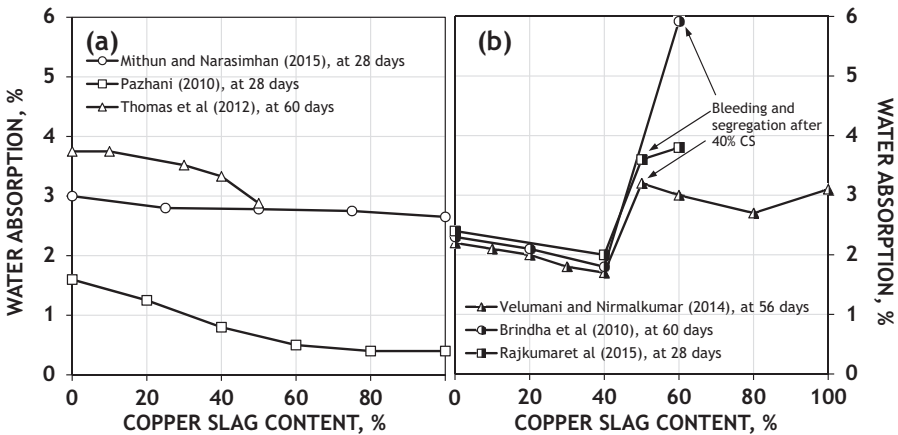 (a)
Mithun and Narasimhan (2015), at 28 days
Pazhani (2010), at 28 days
Thomas et al (2012), at 60 days
WATER ABSORPTION, %
6
5
4
3
2
1
0
0 20 40 60 80
COPPER SLAG CONTENT, %
(b)
Bleeding and
segregation after
40% CS
Velumani and Nirmalkumar (2014), at 56 days
Brindha et al (2010), at 60 days
Rajkumaret al (2015), at 28 days
0 20 40 60 80 100
COPPER SLAG CONTENT, %
6
5
4
3
2
1
0
WATER ABSORPTION, %